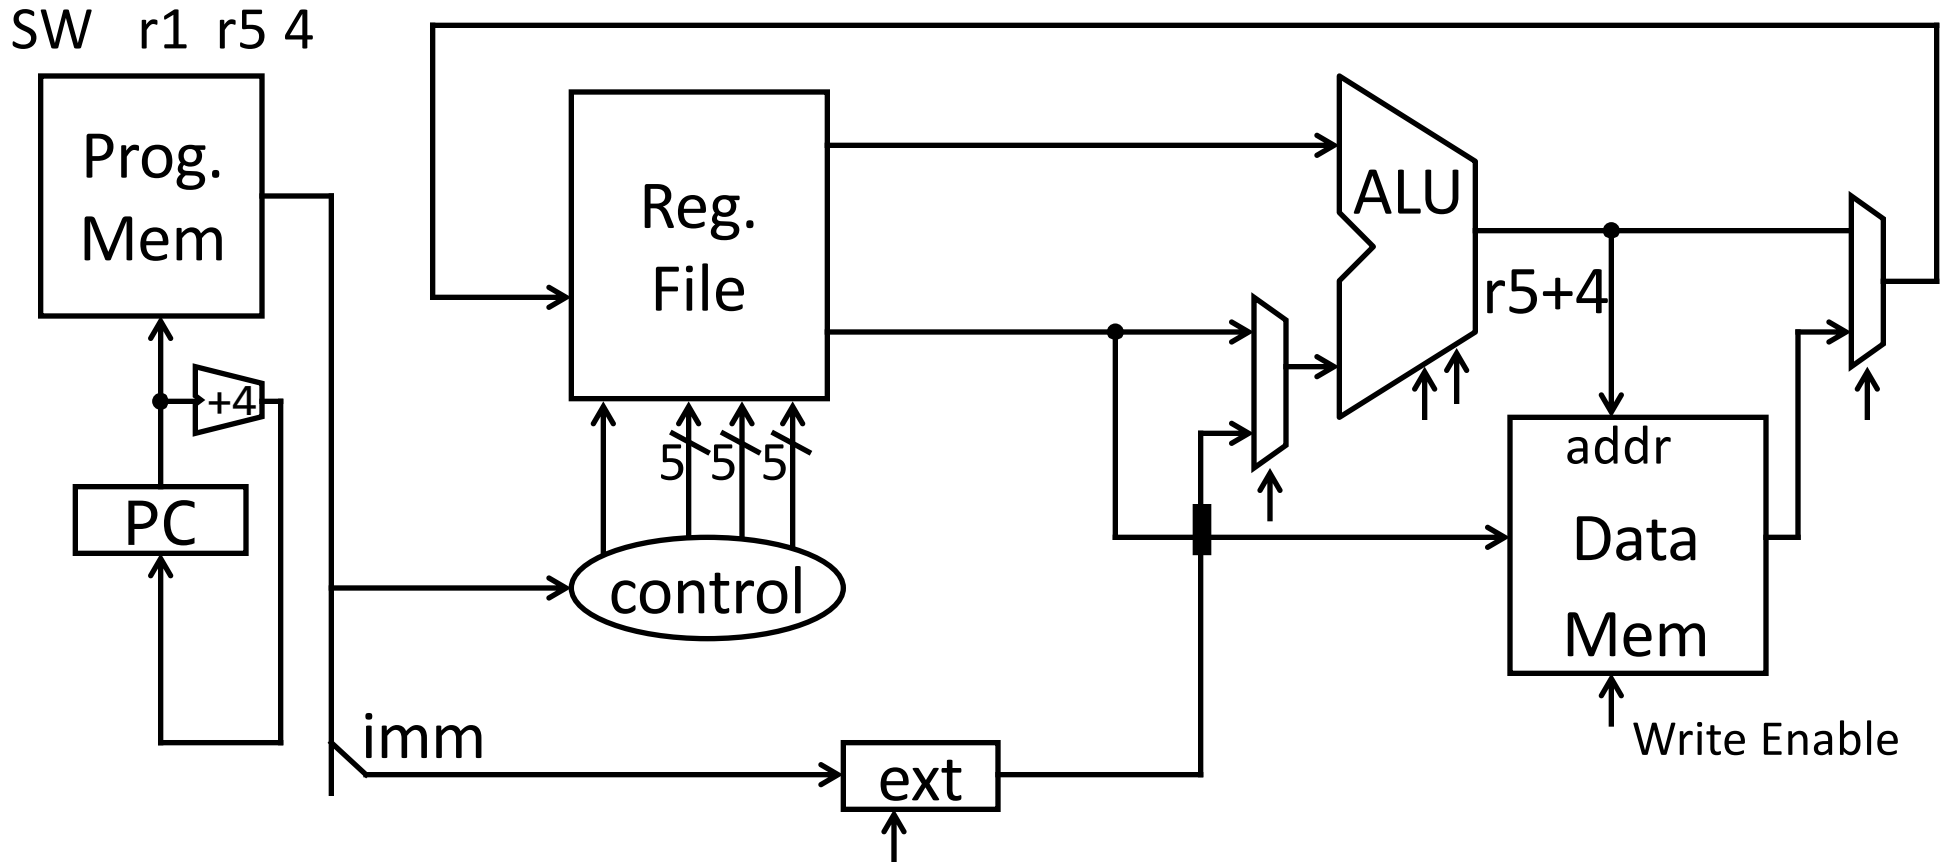 SW r1 r5 4
Prog.
Mem
+4
PC
Reg.
File
5 5 5
control
imm
ext
ALU
r5+4
addr
Data
Mem
Write Enable